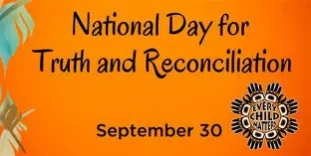 National Day for
Truth and Reconciliation
September 30
EVERY
CHILD
MATTERS